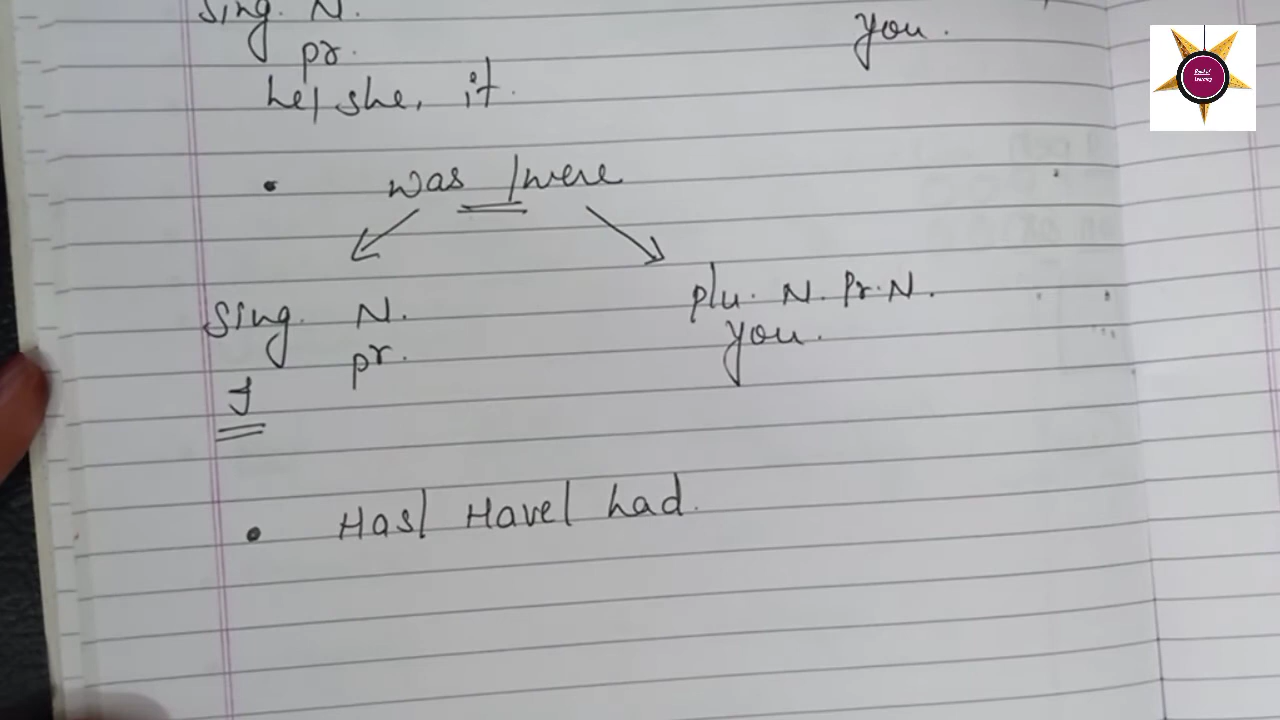 Sing. N.
pr.
you.
he, she, it.
• was / were
Sing. N.
pr.
I
plu. N. Pr. N.
you.
• Has/ Have/ had.